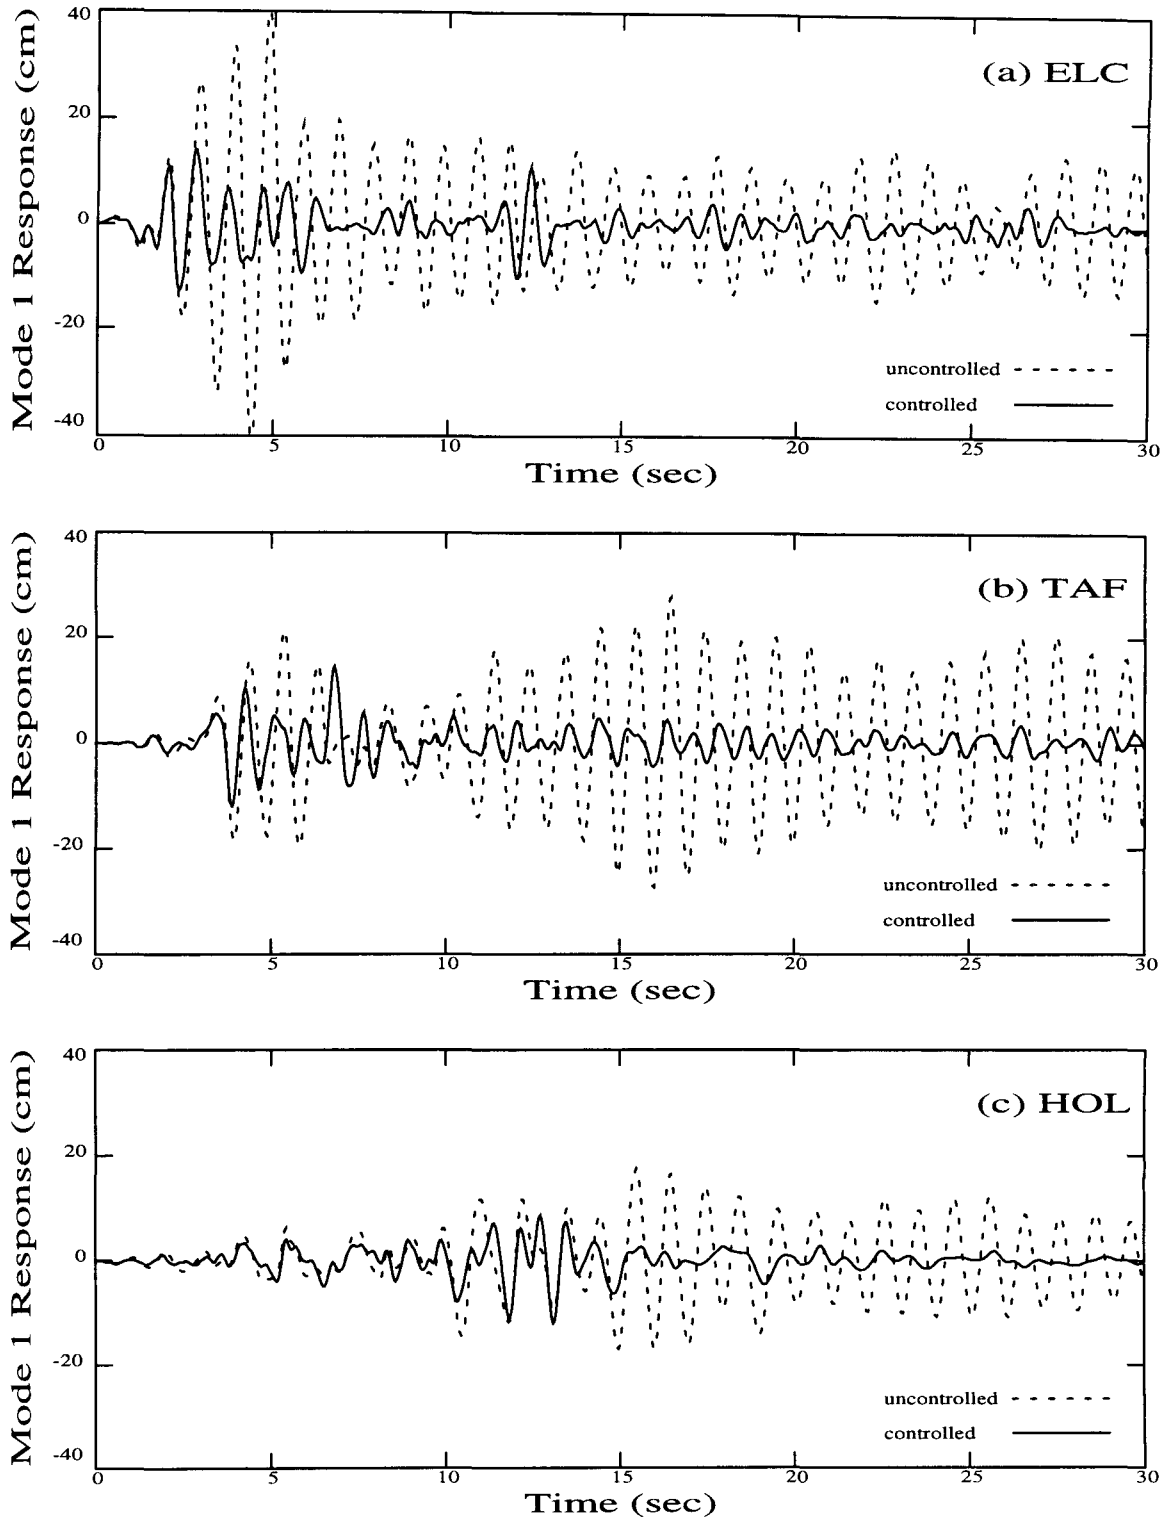 40
20
0
-20
-40
Mode 1 Response (cm)
(a) ELC
uncontrolled
controlled
0 5 10 15 20 25 30
Time (sec)
40
20
0
-20
-40
Mode 1 Response (cm)
(b) TAF
uncontrolled
controlled
0 5 10 15 20 25 30
Time (sec)
40
20
0
-20
-40
Mode 1 Response (cm)
(c) HOL
uncontrolled
controlled
0 5 10 15 20 25 30
Time (sec)